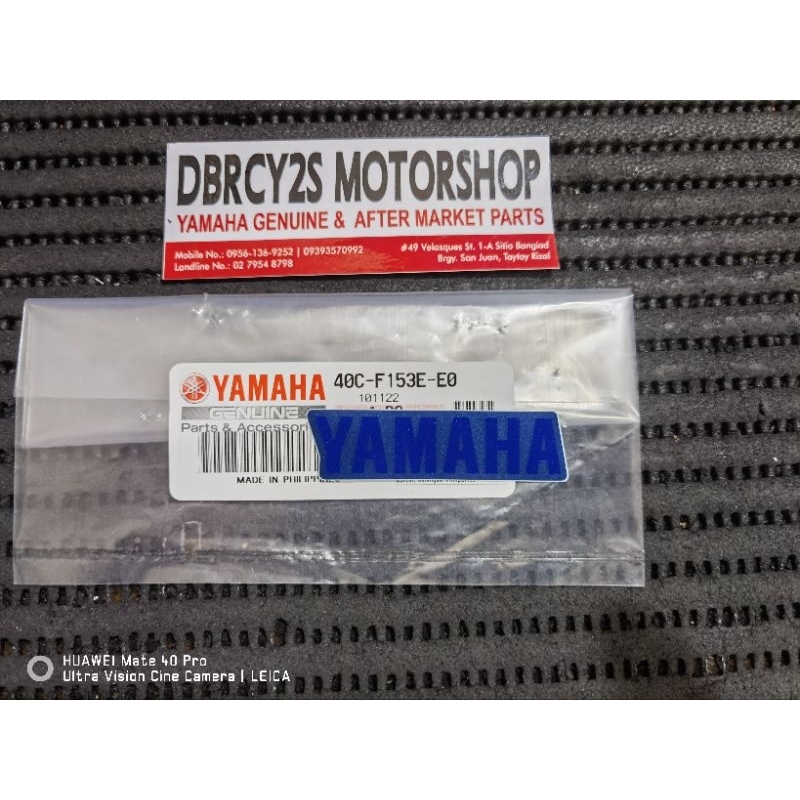 DBRCY2S MOTORSHOP
YAMAHA GENUINE & AFTER MARKET PARTS
Mobile No.: 0956-136-9252 | 09393570992
Landline No.: 02 7954 8798
#49 Velasques St. 1-A Sitio Bangiad
Brgy. San Juan, Taytay Rizal
YAMAHA 40C-F153E-E0
GENUINE 101122
Parts &
YAMAHA
MADE IN
HUAWEI Mate 40 Pro
Ultra Vision Cine Camera | LEICA